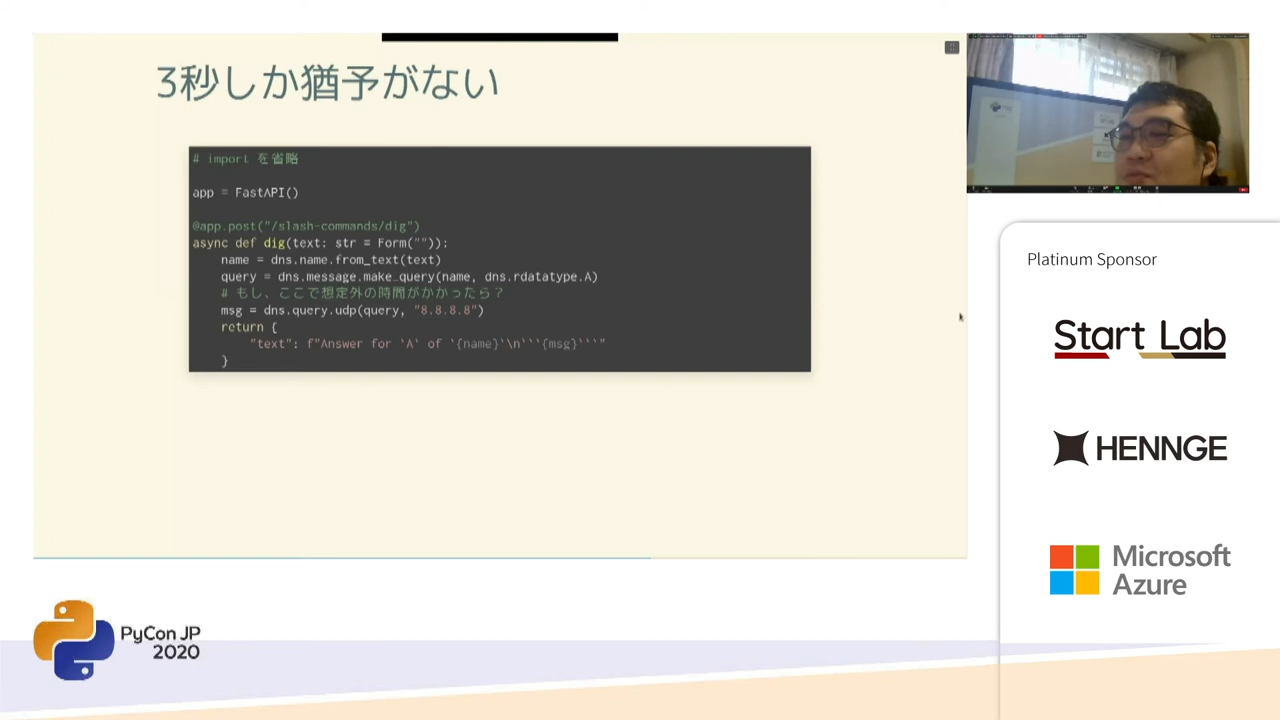 3秒しか猶予がない
# import を省略
app = FastAPI()
@app.post("/slash-commands/dig")
async def dig(text: str = Form("")):
name = dns.name.from_text(text)
query = dns.message.make_query(name, dns.rdatatype.A)
# もし、ここで想定外の時間がかかったら？
msg = dns.query.udp(query, "8.8.8.8")
return {
"text": f"Answer for `A` of `{name}`\n```{msg}```"
}
Platinum Sponsor
Start Lab
HENNGE
Microsoft
Azure
PyCon JP
2020